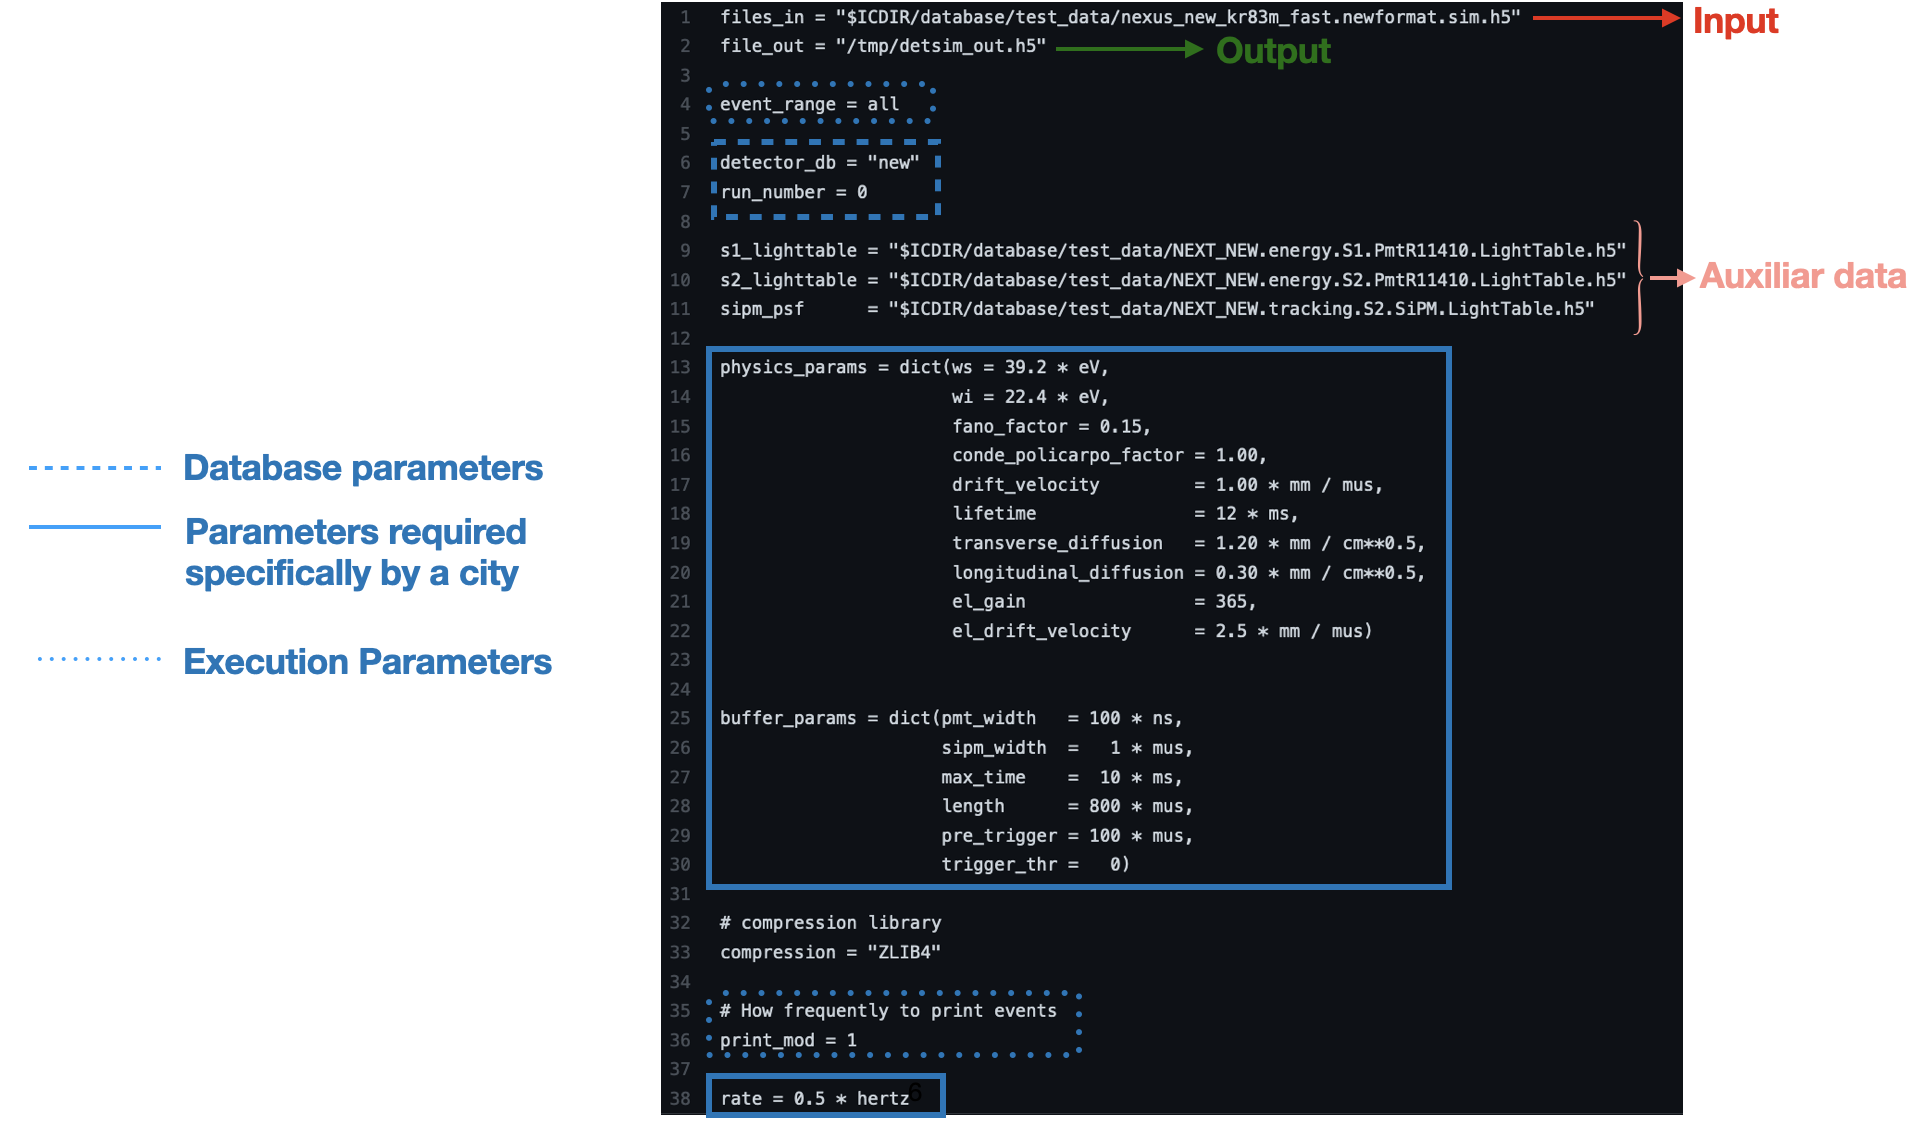 1 files_in = "$ICDIR/database/test_data/nexus_new_kr83m_fast.newformat.sim.h5" Input
2 file_out = "/tmp/detsim_out.h5" Output
3
4 event_range = all
5
6 detector_db = "new"
7 run_number = 0
8
9 s1_lighttable = "$ICDIR/database/test_data/NEXT_NEW.energy.S1.PmtR11410.LightTable.h5"
10 s2_lighttable = "$ICDIR/database/test_data/NEXT_NEW.energy.S2.PmtR11410.LightTable.h5"
Auxiliar data
11 sipm_psf = "$ICDIR/database/test_data/NEXT_NEW.tracking.S2.SiPM.LightTable.h5"
12
13 physics_params = dict(ws = 39.2 * eV,
14 wi = 22.4 * eV,
15 fano_factor = 0.15,
16 conde_policarpo_factor = 1.00,
17 drift_velocity = 1.00 * mm / mus,
18 lifetime = 12 * ms,
19 transverse_diffusion = 1.20 * mm / cm**0.5,
20 longitudinal_diffusion = 0.30 * mm / cm**0.5,
21 el_gain = 365,
22 el_drift_velocity = 2.5 * mm / mus)
23
24
25 buffer_params = dict(pmt_width = 100 * ns,
26 sipm_width = 1 * mus,
27 max_time = 10 * ms,
28 length = 800 * mus,
29 pre_trigger = 100 * mus,
30 trigger_thr = 0)
31
32 # compression library
33 compression = "ZLIB4"
34
35 # How frequently to print events
36 print_mod = 1
37
38 rate = 0.5 * hertz
6
Database parameters
Parameters required
specifically by a city
Execution Parameters